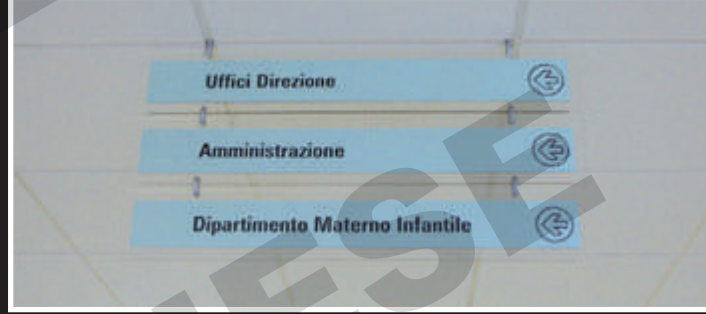 Uffici Direzione
Amministrazione
Dipartimento Materno Infantile